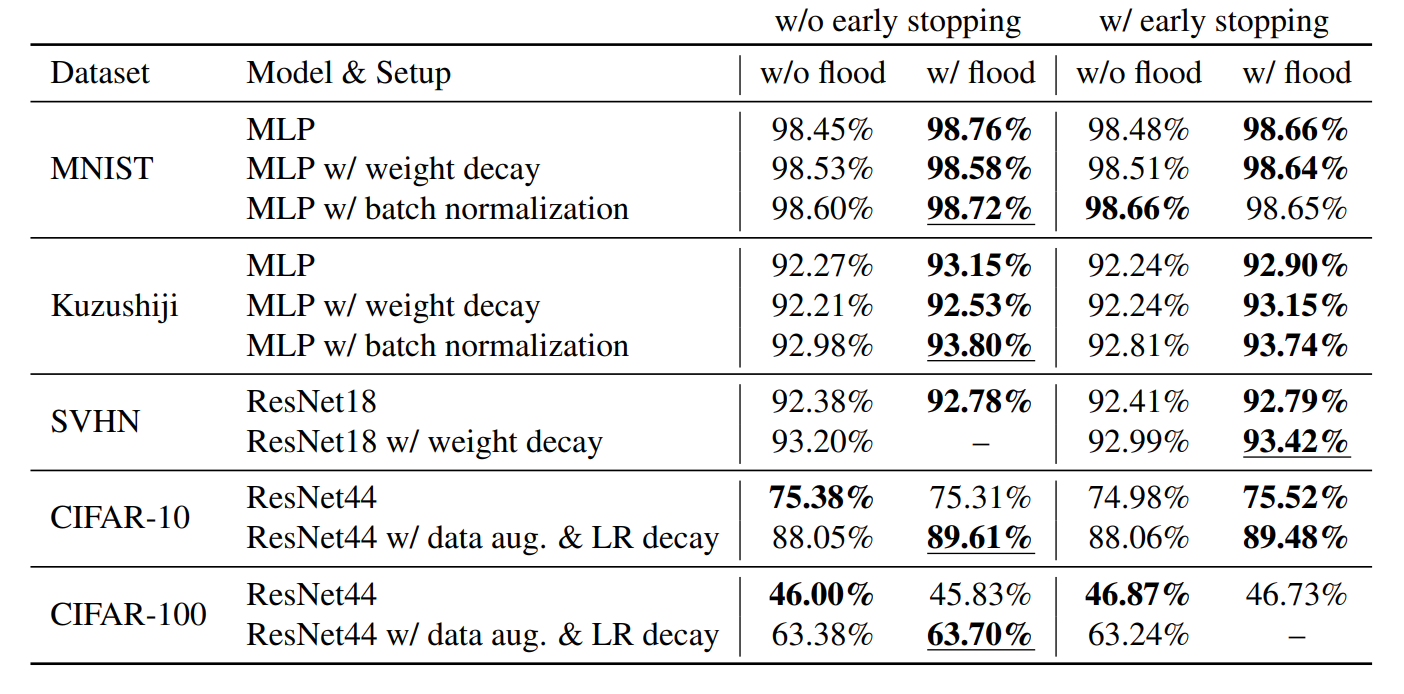 w/o early stopping w/ early stopping
Dataset Model & Setup w/o flood w/ flood w/o flood w/ flood
MLP 98.45% 98.76% 98.48% 98.66%
MNIST MLP w/ weight decay 98.53% 98.58% 98.51% 98.64%
MLP w/ batch normalization 98.60% 98.72% 98.66% 98.65%
MLP 92.27% 93.15% 92.24% 92.90%
Kuzushiji MLP w/ weight decay 92.21% 92.53% 92.24% 93.15%
MLP w/ batch normalization 92.98% 93.80% 92.81% 93.74%
SVHN
ResNet18 92.38% 92.78% 92.41% 92.79%
ResNet18 w/ weight decay 93.20% – 92.99% 93.42%
CIFAR-10
ResNet44 75.38% 75.31% 74.98% 75.52%
ResNet44 w/ data aug. & LR decay 88.05% 89.61% 88.06% 89.48%
CIFAR-100
ResNet44 46.00% 45.83% 46.87% 46.73%
ResNet44 w/ data aug. & LR decay 63.38% 63.70% 63.24% –